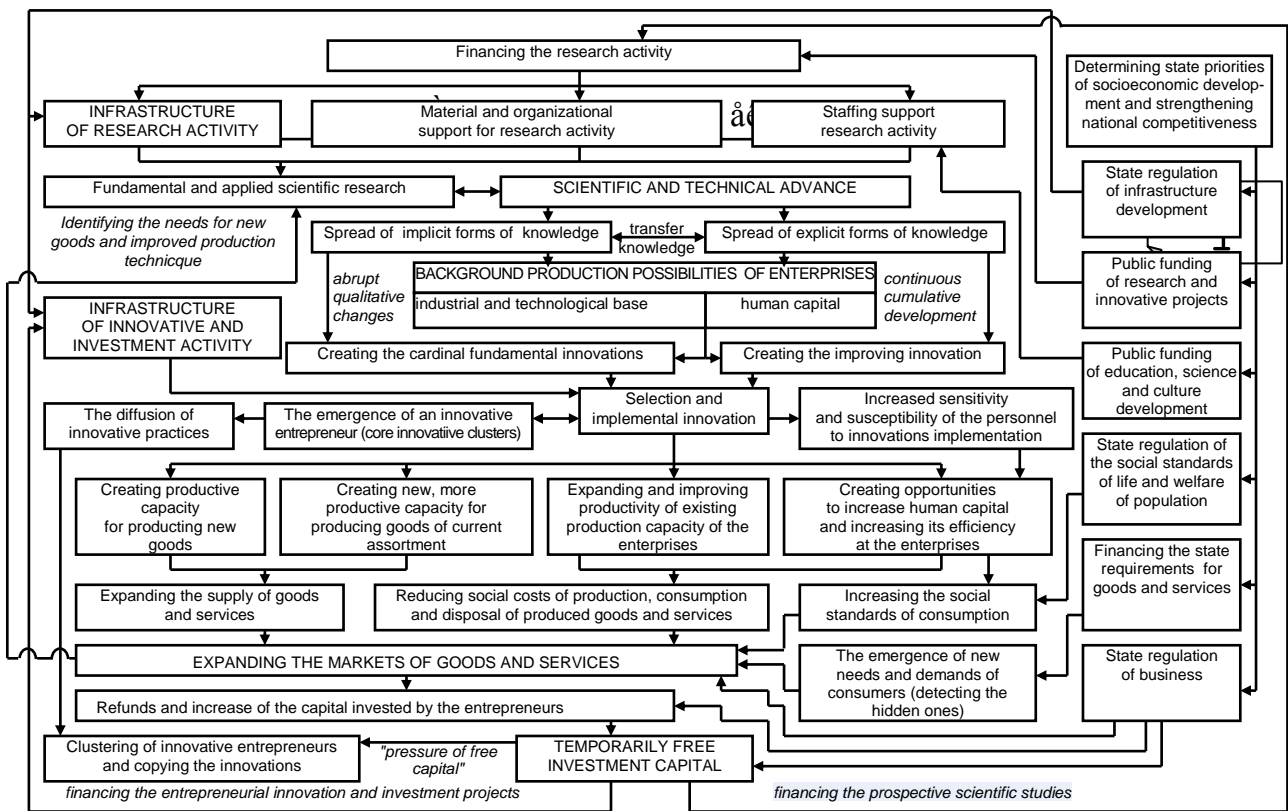 Financing the research activity
Determining state priorities
of socioeconomic develop-
ment and strengthening
national competitiveness
INFRASTRUCTURE
OF RESEARCH ACTIVITY
Material and organizational
support for research activity
Staffing support
research activity
Fundamental and applied scientific research
SCIENTIFIC AND TECHNICAL ADVANCE
State regulation
of infrastructure
development
Identifying the needs for new
goods and improved production
technicque
Spread of implicit forms of knowledge
transfer
knowledge
Spread of explicit forms of knowledge
abrupt
qualitative
changes
BACKGROUND PRODUCTION POSSIBILITIES OF ENTERPRISES
industrial and technological base
human capital
continuous
cumulative
development
Public funding
of research and
innovative projects
INFRASTRUCTURE
OF INNOVATIVE AND
INVESTMENT ACTIVITY
Creating the cardinal fundamental innovations
Creating the improving innovation
Public funding
of education, science
and culture
development
The diffusion of
innovative practices
The emergence of an innovative
entrepreneur (core innovatiive clusters)
Selection and
implemental innovation
Increased sensitivity
and susceptibility of the personnel
to innovations implementation
State regulation of
the social standards
of life and welfare
of population
Creating productive
capacity
for producting new
goods
Creating new, more
productive capacity for
producing goods of current
assortment
Expanding and improving
productivity of existing
production capacity of the
enterprises
Creating opportunities
to increase human capital
and increasing its efficiency
at the enterprises
Financing the state
requirements for
goods and services
Expanding the supply of goods
and services
Reducing social costs of production, consumption
and disposal of produced goods and services
Increasing the social
standards of consumption
EXPANDING THE MARKETS OF GOODS AND SERVICES
The emergence of new
needs and demands of
consumers (detecting the
hidden ones)
State regulation
of business
Refunds and increase of the capital invested by the entrepreneurs
Clustering of innovative entrepreneurs
and copying the innovations
"pressure of free
capital"
TEMPORARILY FREE
INVESTMENT CAPITAL
financing the entrepreneurial innovation and investment projects
financing the prospective scientific studies